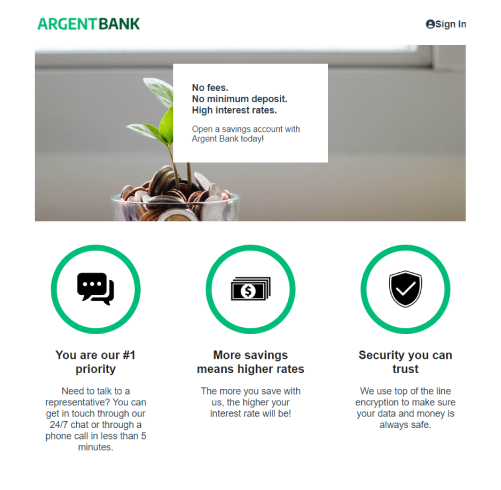 ARGENTBANK
Sign In
No fees.
No minimum deposit.
High interest rates.
Open a savings account with
Argent Bank today!
You are our #1
priority
Need to talk to a
representative? You can
get in touch through our
24/7 chat or through a
phone call in less than 5
minutes.
More savings
means higher rates
The more you save with
us, the higher your
interest rate will be!
Security you can
trust
We use top of the line
encryption to make sure
your data and money is
always safe.